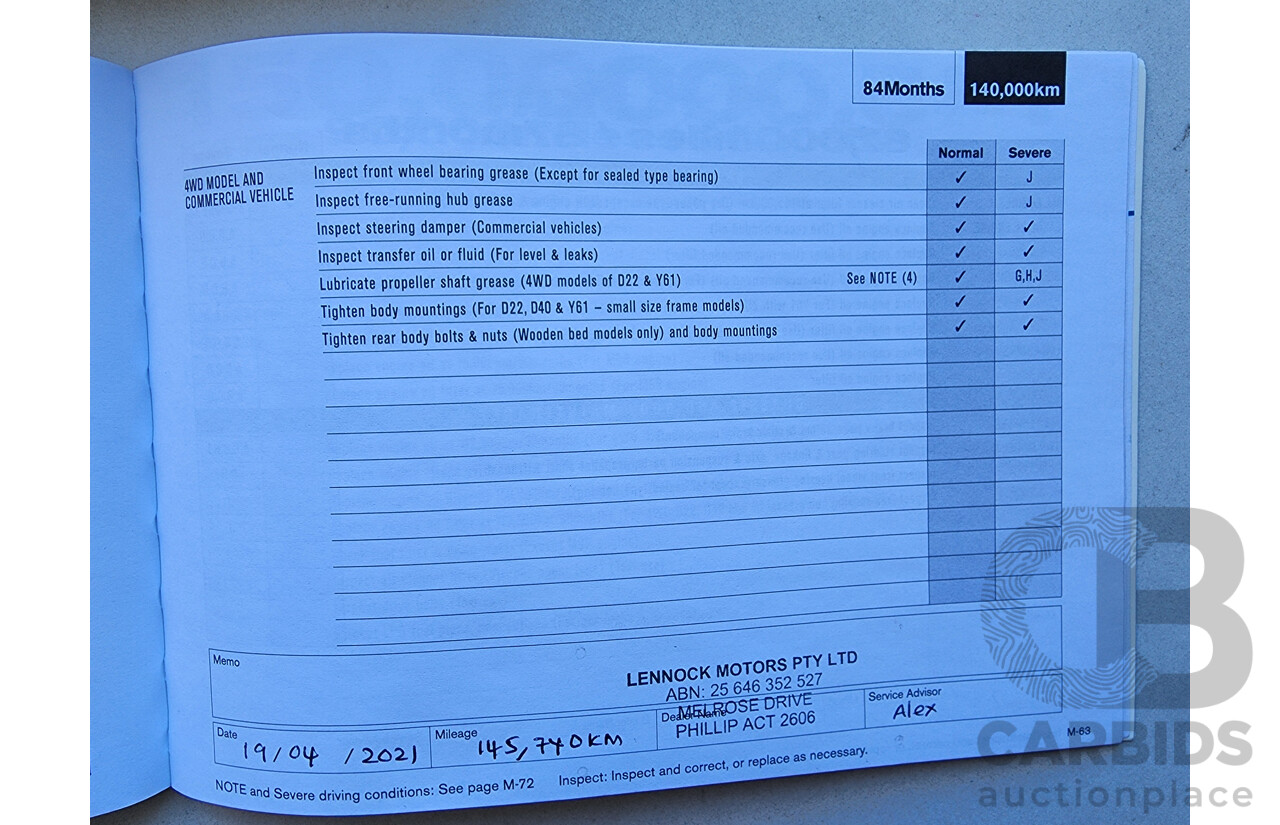 84Months 140,000km
Normal Severe
4WD MODEL AND
COMMERCIAL VEHICLE
Inspect front wheel bearing grease (Except for sealed type bearing) ✓ J
Inspect free-running hub grease ✓ J
Inspect steering damper (Commercial vehicles) ✓ ✓
Inspect transfer oil or fluid (For level & leaks) ✓ ✓
Lubricate propeller shaft grease (4WD models of D22 & Y61) See NOTE (4) ✓ G,H,J
Tighten body mountings (For D22, D40 & Y61 – small size frame models) ✓ ✓
Tighten rear body bolts & nuts (Wooden bed models only) and body mountings ✓ ✓
Memo
LENNOCK MOTORS PTY LTD
ABN: 25 646 352 527
MELROSE DRIVE
PHILLIP ACT 2606
Date 19/04/2021
Mileage 145,740KM
Dealer Name
Service Advisor
Alex
M-63
NOTE and Severe driving conditions: See page M-72 Inspect: Inspect and correct, or replace as necessary.
CB
CARBIDS
auctionplace